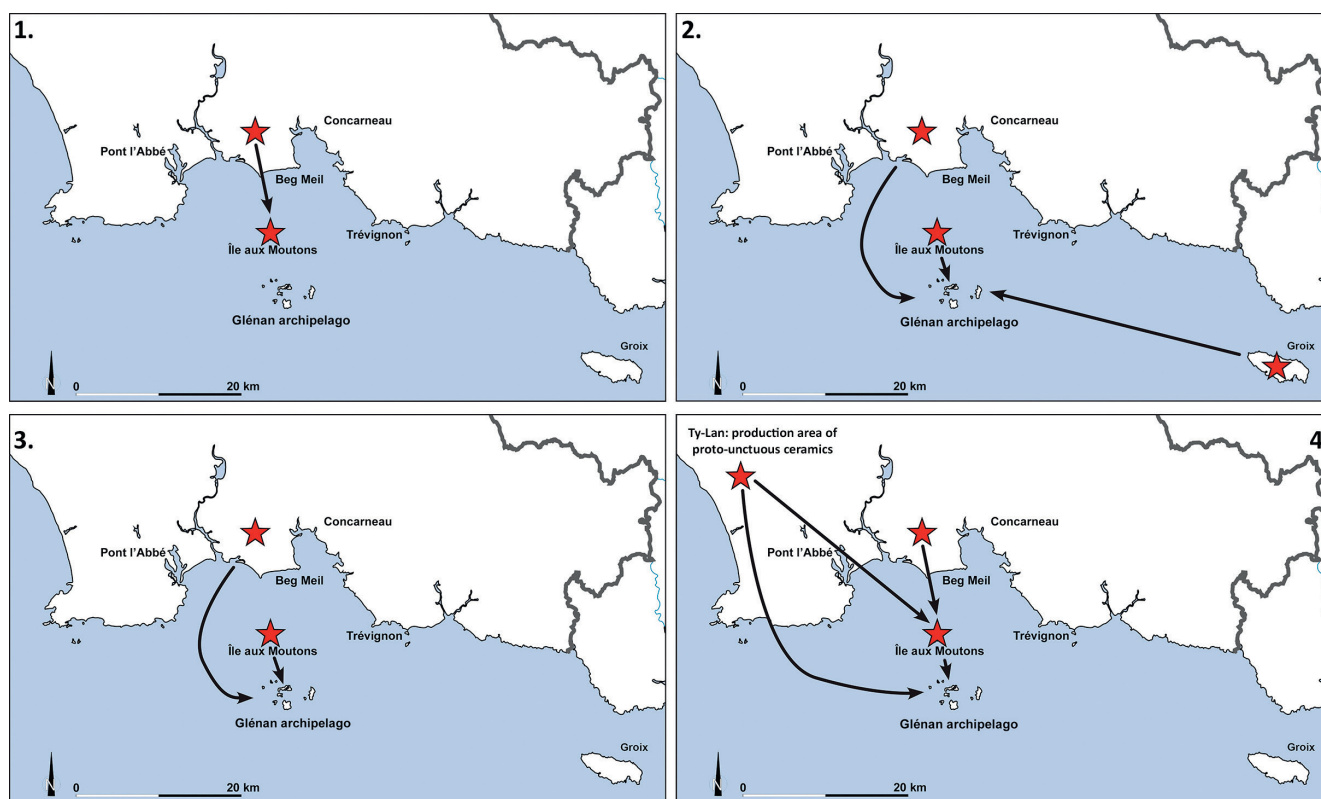 1.
Concarneau
Pont l'Abbé
Beg Meil
Trévignon
Île aux Moutons
Glénan archipelago
Groix
N
0 20 km
2.
Concarneau
Pont l'Abbé
Beg Meil
Trévignon
Île aux Moutons
Glénan archipelago
Groix
N
0 20 km
3.
Concarneau
Pont l'Abbé
Beg Meil
Trévignon
Île aux Moutons
Glénan archipelago
Groix
N
0 20 km
Ty-Lan: production area of
proto-unctuous ceramics
4
Concarneau
Pont l'Abbé
Beg Meil
Trévignon
Île aux Moutons
Glénan archipelago
Groix
N
0 20 km